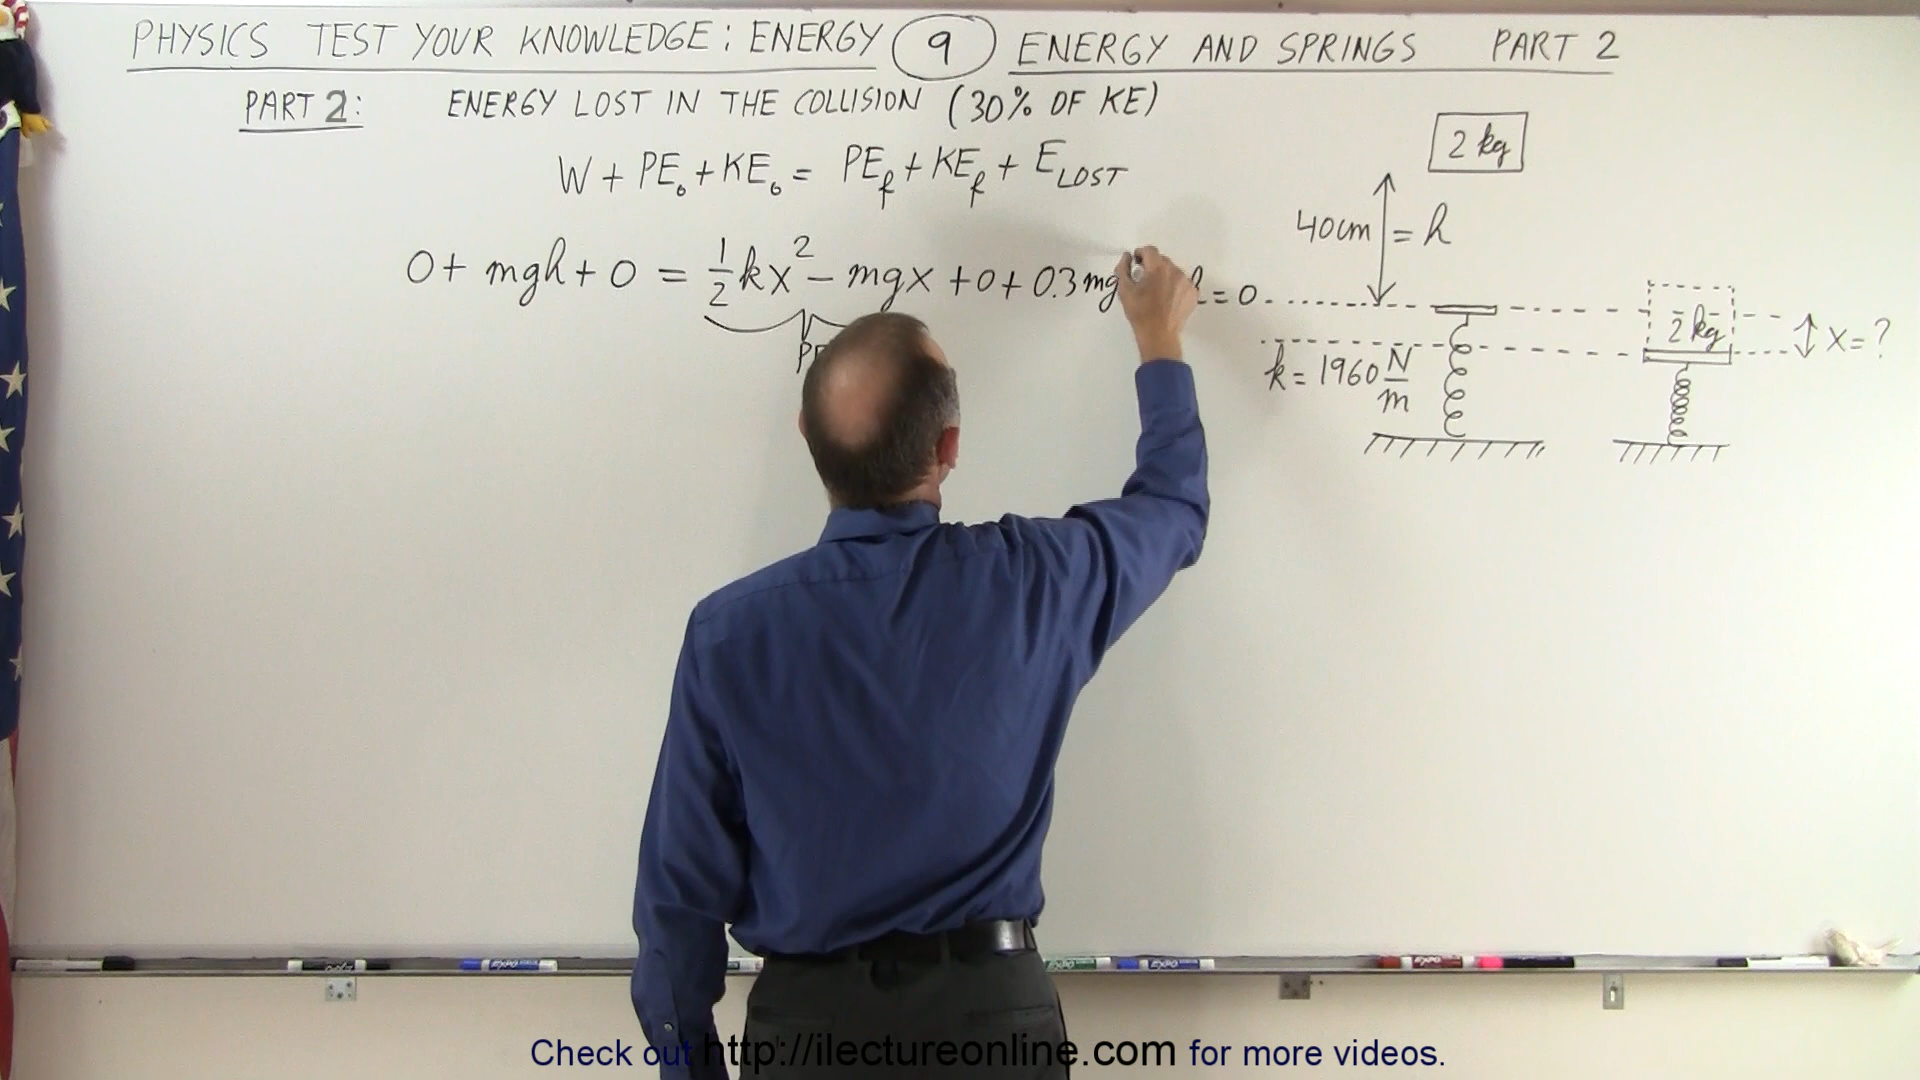 PHYSICS TEST YOUR KNOWLEDGE: ENERGY 9 ENERGY AND SPRINGS PART 2
PART 2: ENERGY LOST IN THE COLLISION (30% OF KE)
W + PE₀ + KE₀ = PE_f + KE_f + E_LOST
0 + mgh + 0 = ½kx² - mgx + 0 + 0.3 mg
2 kg
40cm = h
h = 0
k = 1960 N/m
2 kg
x = ?
Check out http://ilectureonline.com for more videos.